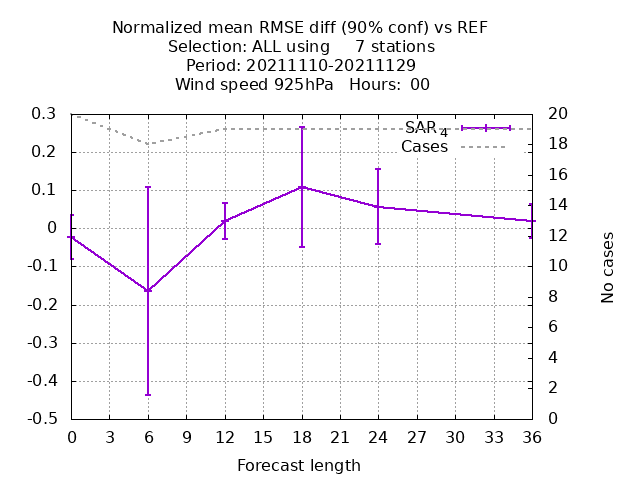 Normalized mean RMSE diff (90% conf) vs REF
Selection: ALL using     7 stations
Period: 20211110-20211129
Wind speed 925hPa   Hours:  00
0.3
0.2
0.1
0
-0.1
-0.2
-0.3
-0.4
-0.5
SAR_4
Cases
20
18
16
14
12
10
8
6
4
2
0
No cases
0 3 6 9 12 15 18 21 24 27 30 33 36
Forecast length